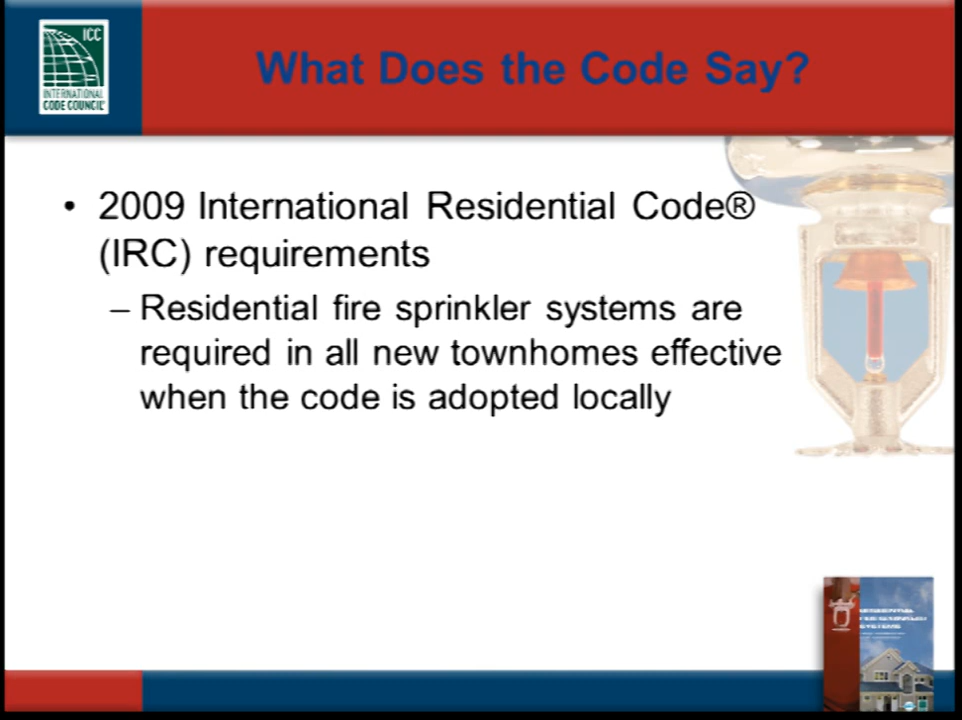 ICC
INTERNATIONAL
CODE COUNCIL®
What Does the Code Say?
• 2009 International Residential Code®
(IRC) requirements
– Residential fire sprinkler systems are
required in all new townhomes effective
when the code is adopted locally
SYSTEMS